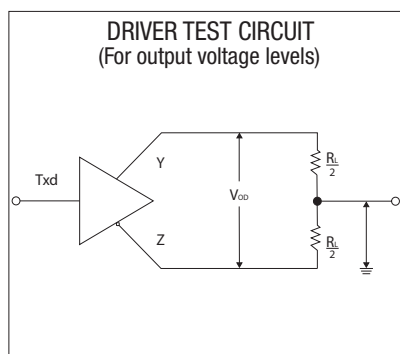 DRIVER TEST CIRCUIT
(For output voltage levels)
Txd
Y
VOD
Z
RL
2
RL
2